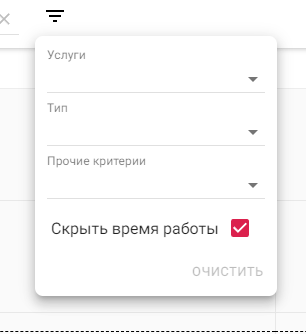 Услуги
Тип
Прочие критерии
Скрыть время работы
ОЧИСТИТЬ